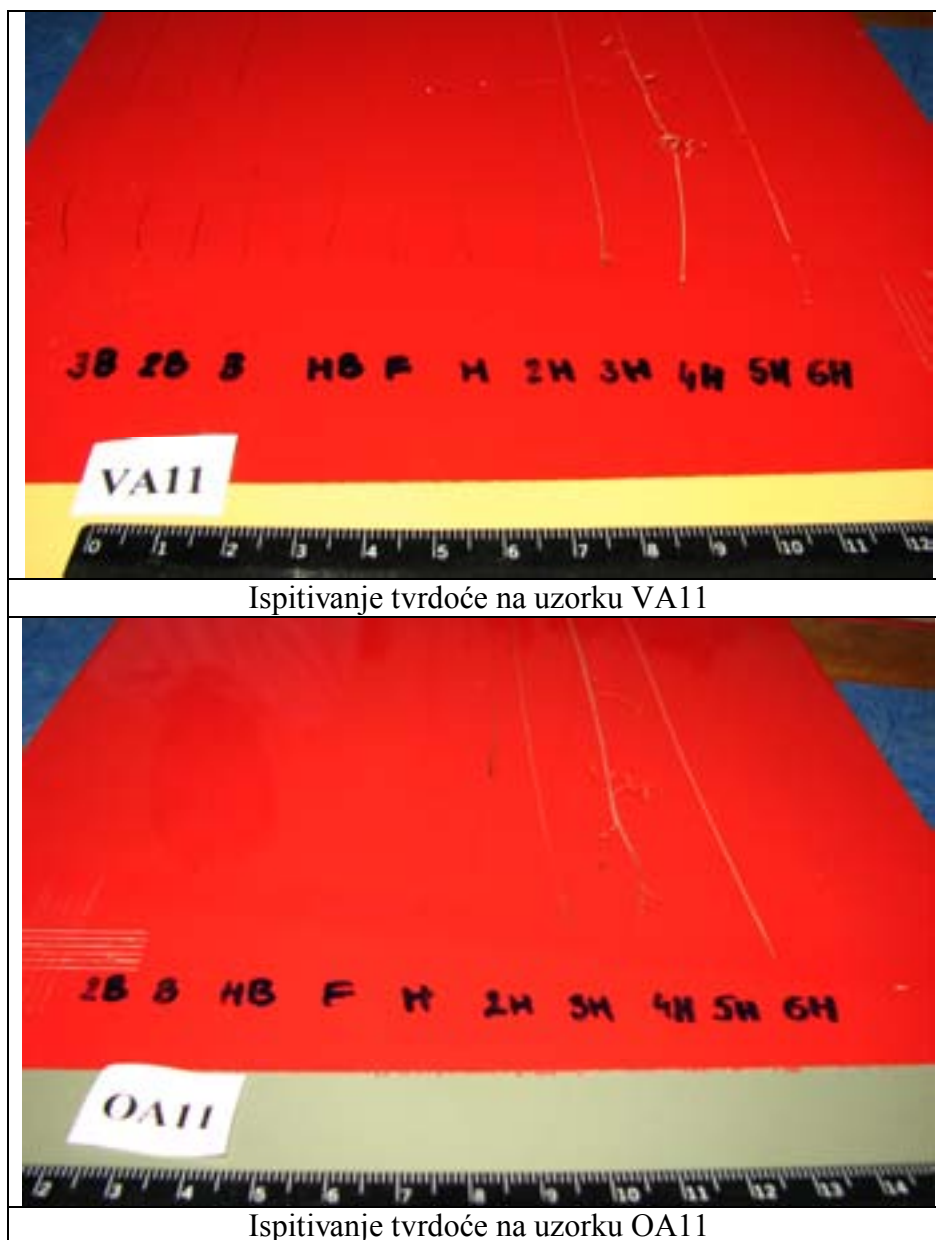 3B 2B B HB F H 2H 3H 4H 5H 6H
VA11
0 1 2 3 4 5 6 7 8 9 10 11 12
Ispitivanje tvrdoće na uzorku VA11
2B B HB F H 2H 3H 4H 5H 6H
OA11
2 3 4 5 6 7 8 9 10 11 12 13 14
Ispitivanje tvrdoće na uzorku OA11